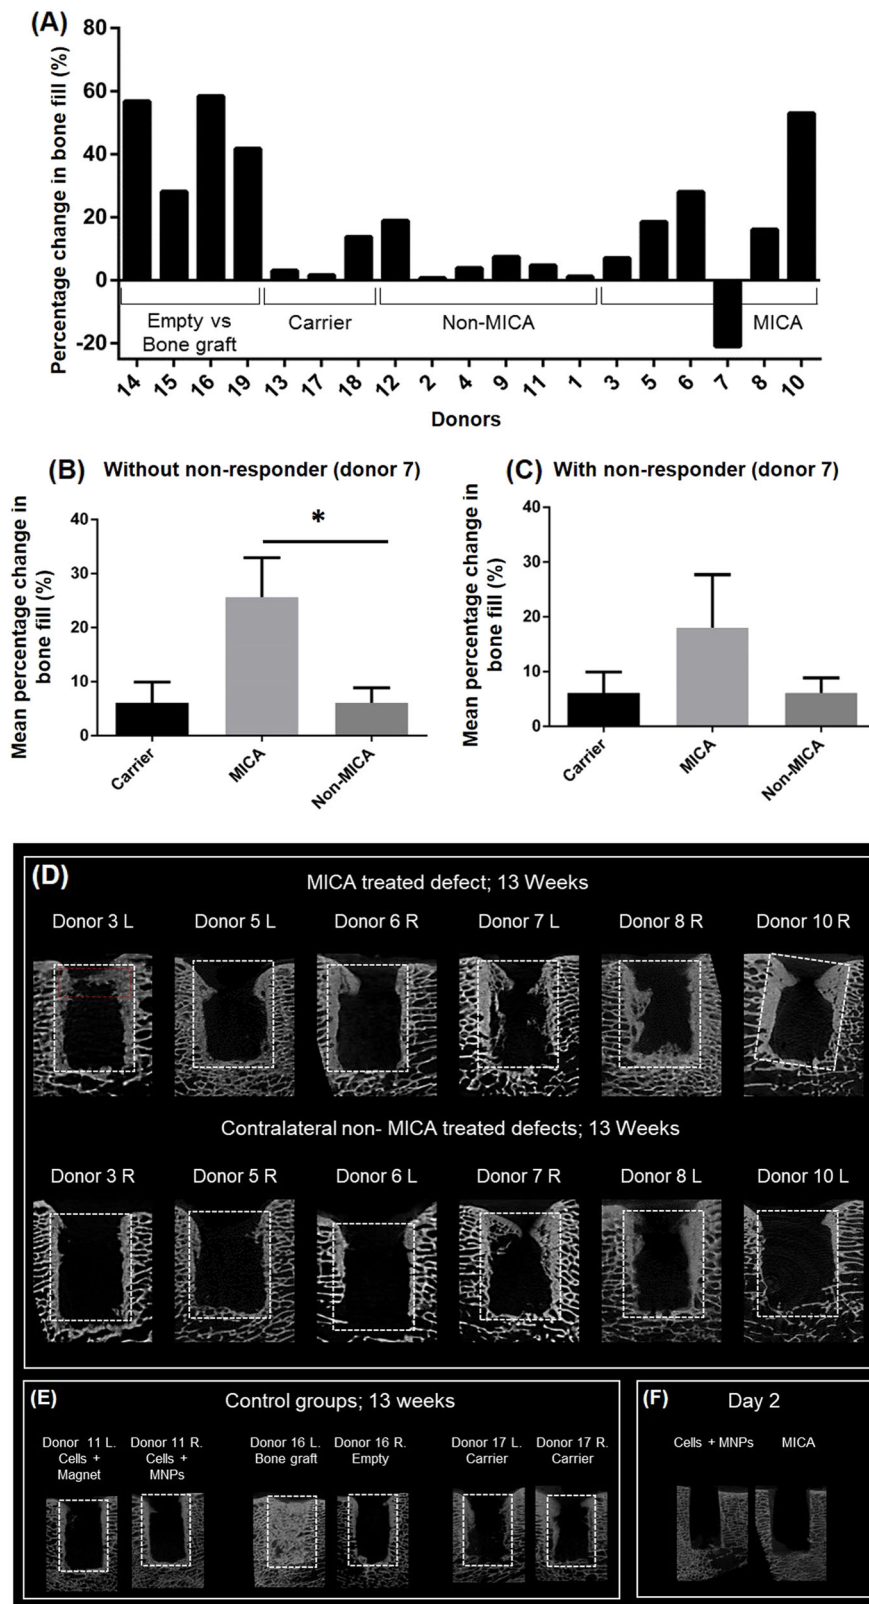 (A)
Percentage change in bone fill (%)
80
60
40
20
0
-20
Empty vs
Bone graft
Carrier
Non-MICA
MICA
14 15 16 19 13 17 18 12 2 4 9 11 1 3 5 6 7 8 10
Donors
(B) Without non-responder (donor 7)
Mean percentage change in
bone fill (%)
40
30
20
10
0
*
Carrier
MICA
Non-MICA
(C) With non-responder (donor 7)
Mean percentage change in
bone fill (%)
40
30
20
10
0
Carrier
MICA
Non-MICA
(D)
MICA treated defect; 13 Weeks
Donor 3 L Donor 5 L Donor 6 R Donor 7 L Donor 8 R Donor 10 R
Contralateral non- MICA treated defects; 13 Weeks
Donor 3 R Donor 5 R Donor 6 L Donor 7 R Donor 8 L Donor 10 L
(E)
Control groups; 13 weeks
Donor 11 L. Donor 11 R. Donor 16 L. Donor 16 R. Donor 17 L. Donor 17 R.
Cells + Cells + Bone graft Empty Carrier Carrier
Magnet MNPs
(F)
Day 2
Cells + MNPs MICA